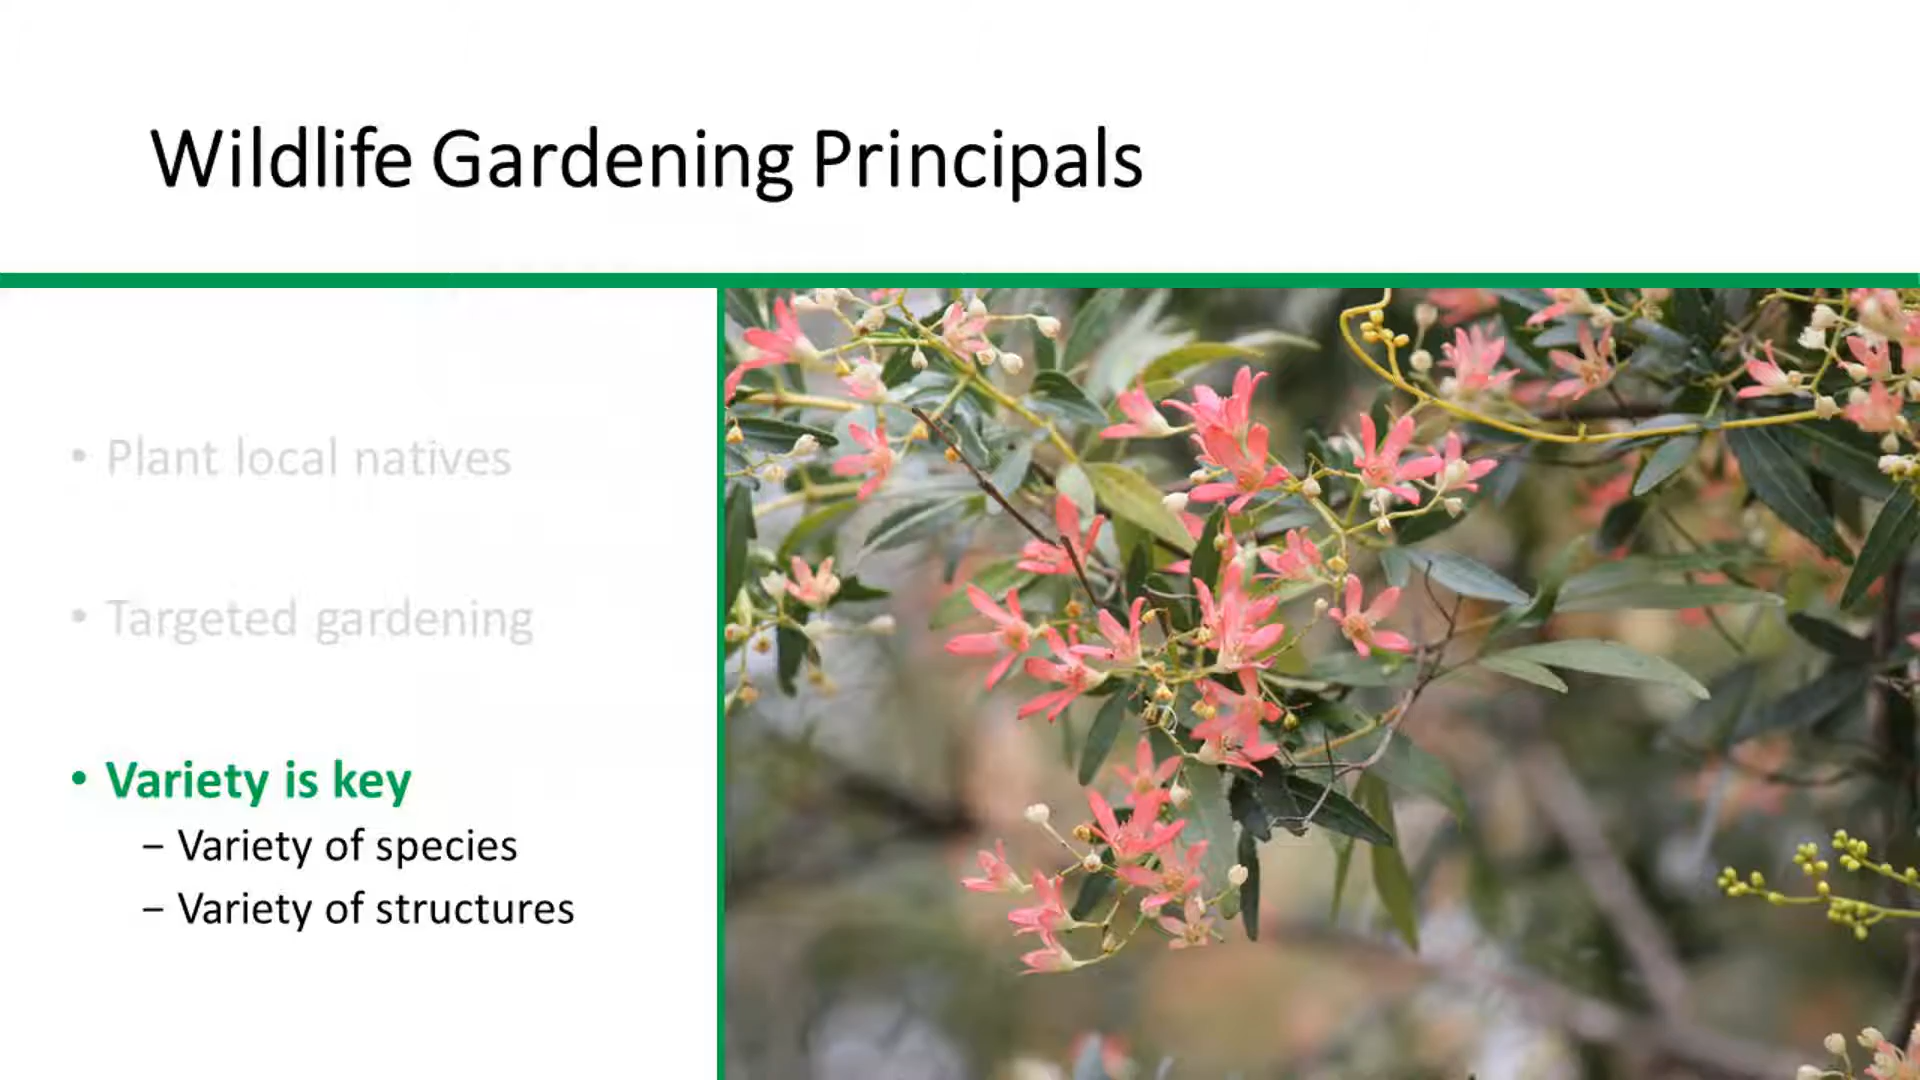 Wildlife Gardening Principals
• Plant local natives
• Targeted gardening
• Variety is key
– Variety of species
– Variety of structures